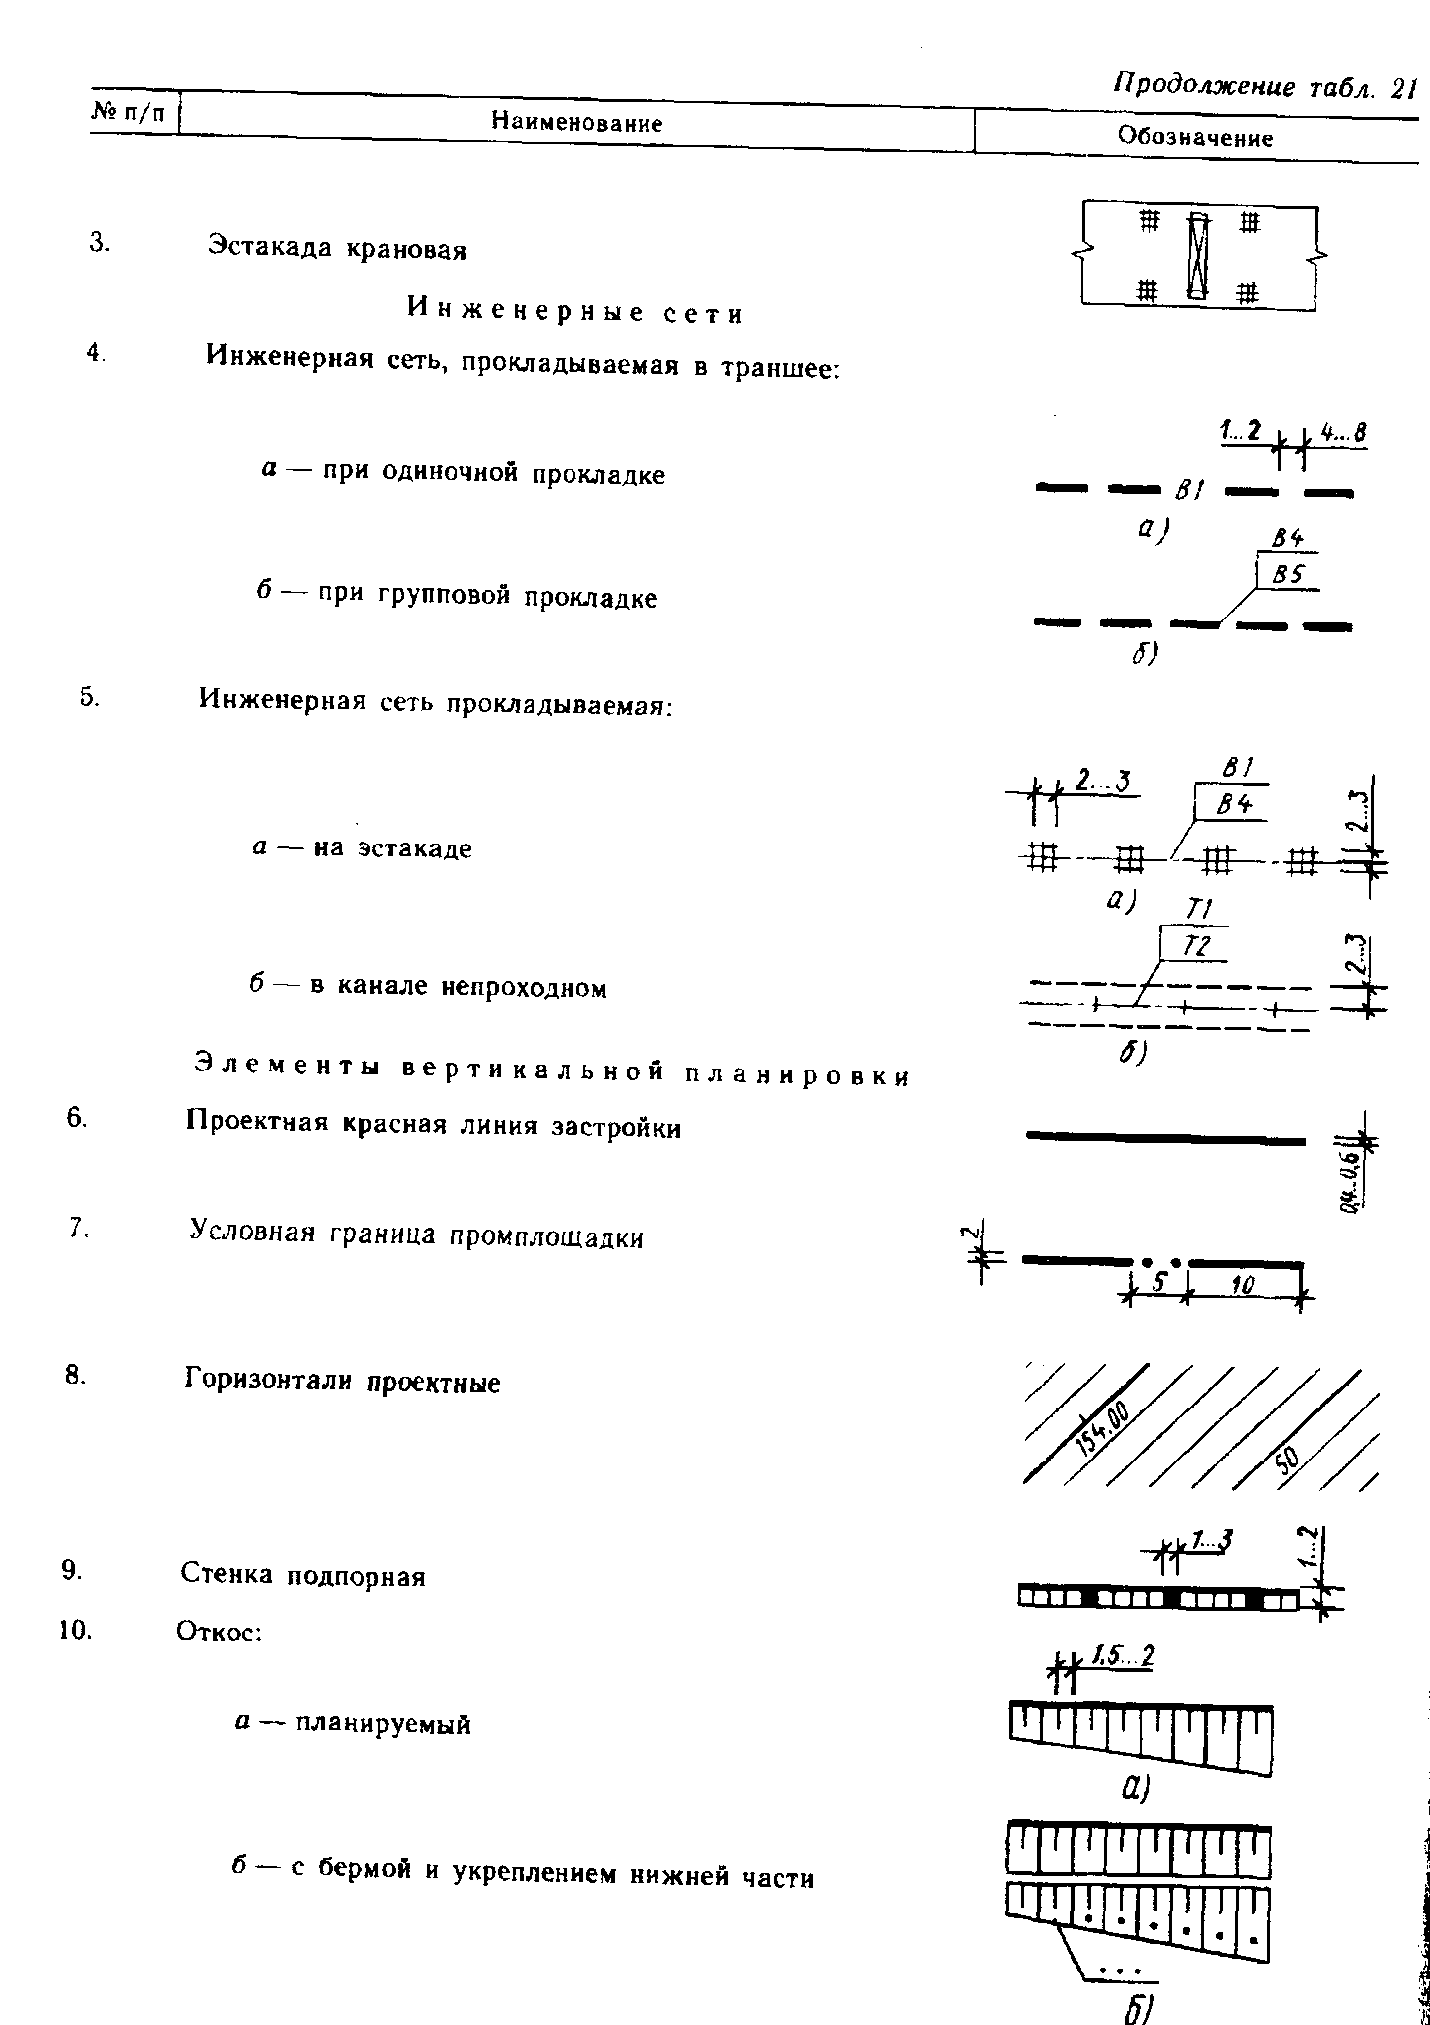 Продолжение табл. 21
№ п/п Наименование Обозначение
3. Эстакада крановая
Инженерные сети
4. Инженерная сеть, прокладываемая в траншее:
1...2 4...8
а — при одиночной прокладке
В1
а)
В4
В5
б — при групповой прокладке
б)
5. Инженерная сеть прокладываемая:
2...3
В1
В4
2...3
а — на эстакаде
а)
Т1
Т2
2...3
б — в канале непроходном
б)
Элементы вертикальной планировки
6. Проектная красная линия застройки
0,4...0,6
7. Условная граница промплощадки
2
5 10
8. Горизонтали проектные
154.00
50
1...3
1...2
9. Стенка подпорная
10. Откос:
1,5...2
а — планируемый
а)
б — с бермой и укреплением нижней части
...
б)